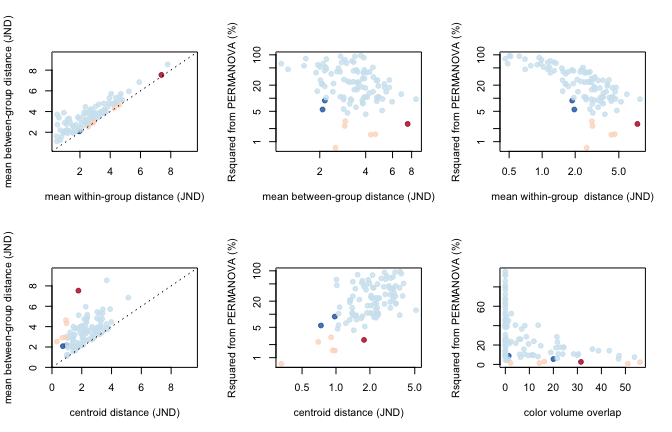 mean between-group distance (JND)
8
6
4
2
2 4 6 8
mean within-group distance (JND)
Rsquared from PERMANOVA (%)
100
20
5
1
2 4 6 8
mean between-group distance (JND)
Rsquared from PERMANOVA (%)
100
20
5
1
0.5 1.0 2.0 5.0
mean within-group distance (JND)
mean between-group distance (JND)
8
6
4
2
0
0 2 4 6 8
centroid distance (JND)
Rsquared from PERMANOVA (%)
100
20
5
1
0.5 1.0 2.0 5.0
centroid distance (JND)
Rsquared from PERMANOVA (%)
60
20
0
0 10 20 30 40 50
color volume overlap